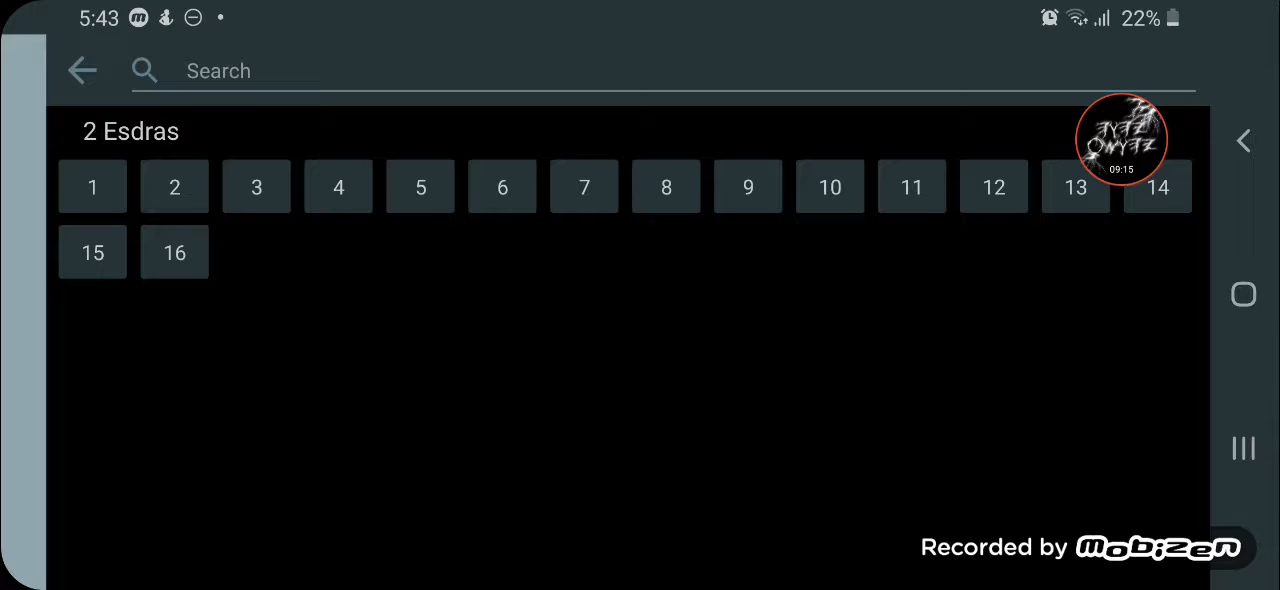 5:43 22%
Search
2 Esdras
1 2 3 4 5 6 7 8 9 10 11 12 13 14
09:15
15 16
Recorded by mobizen